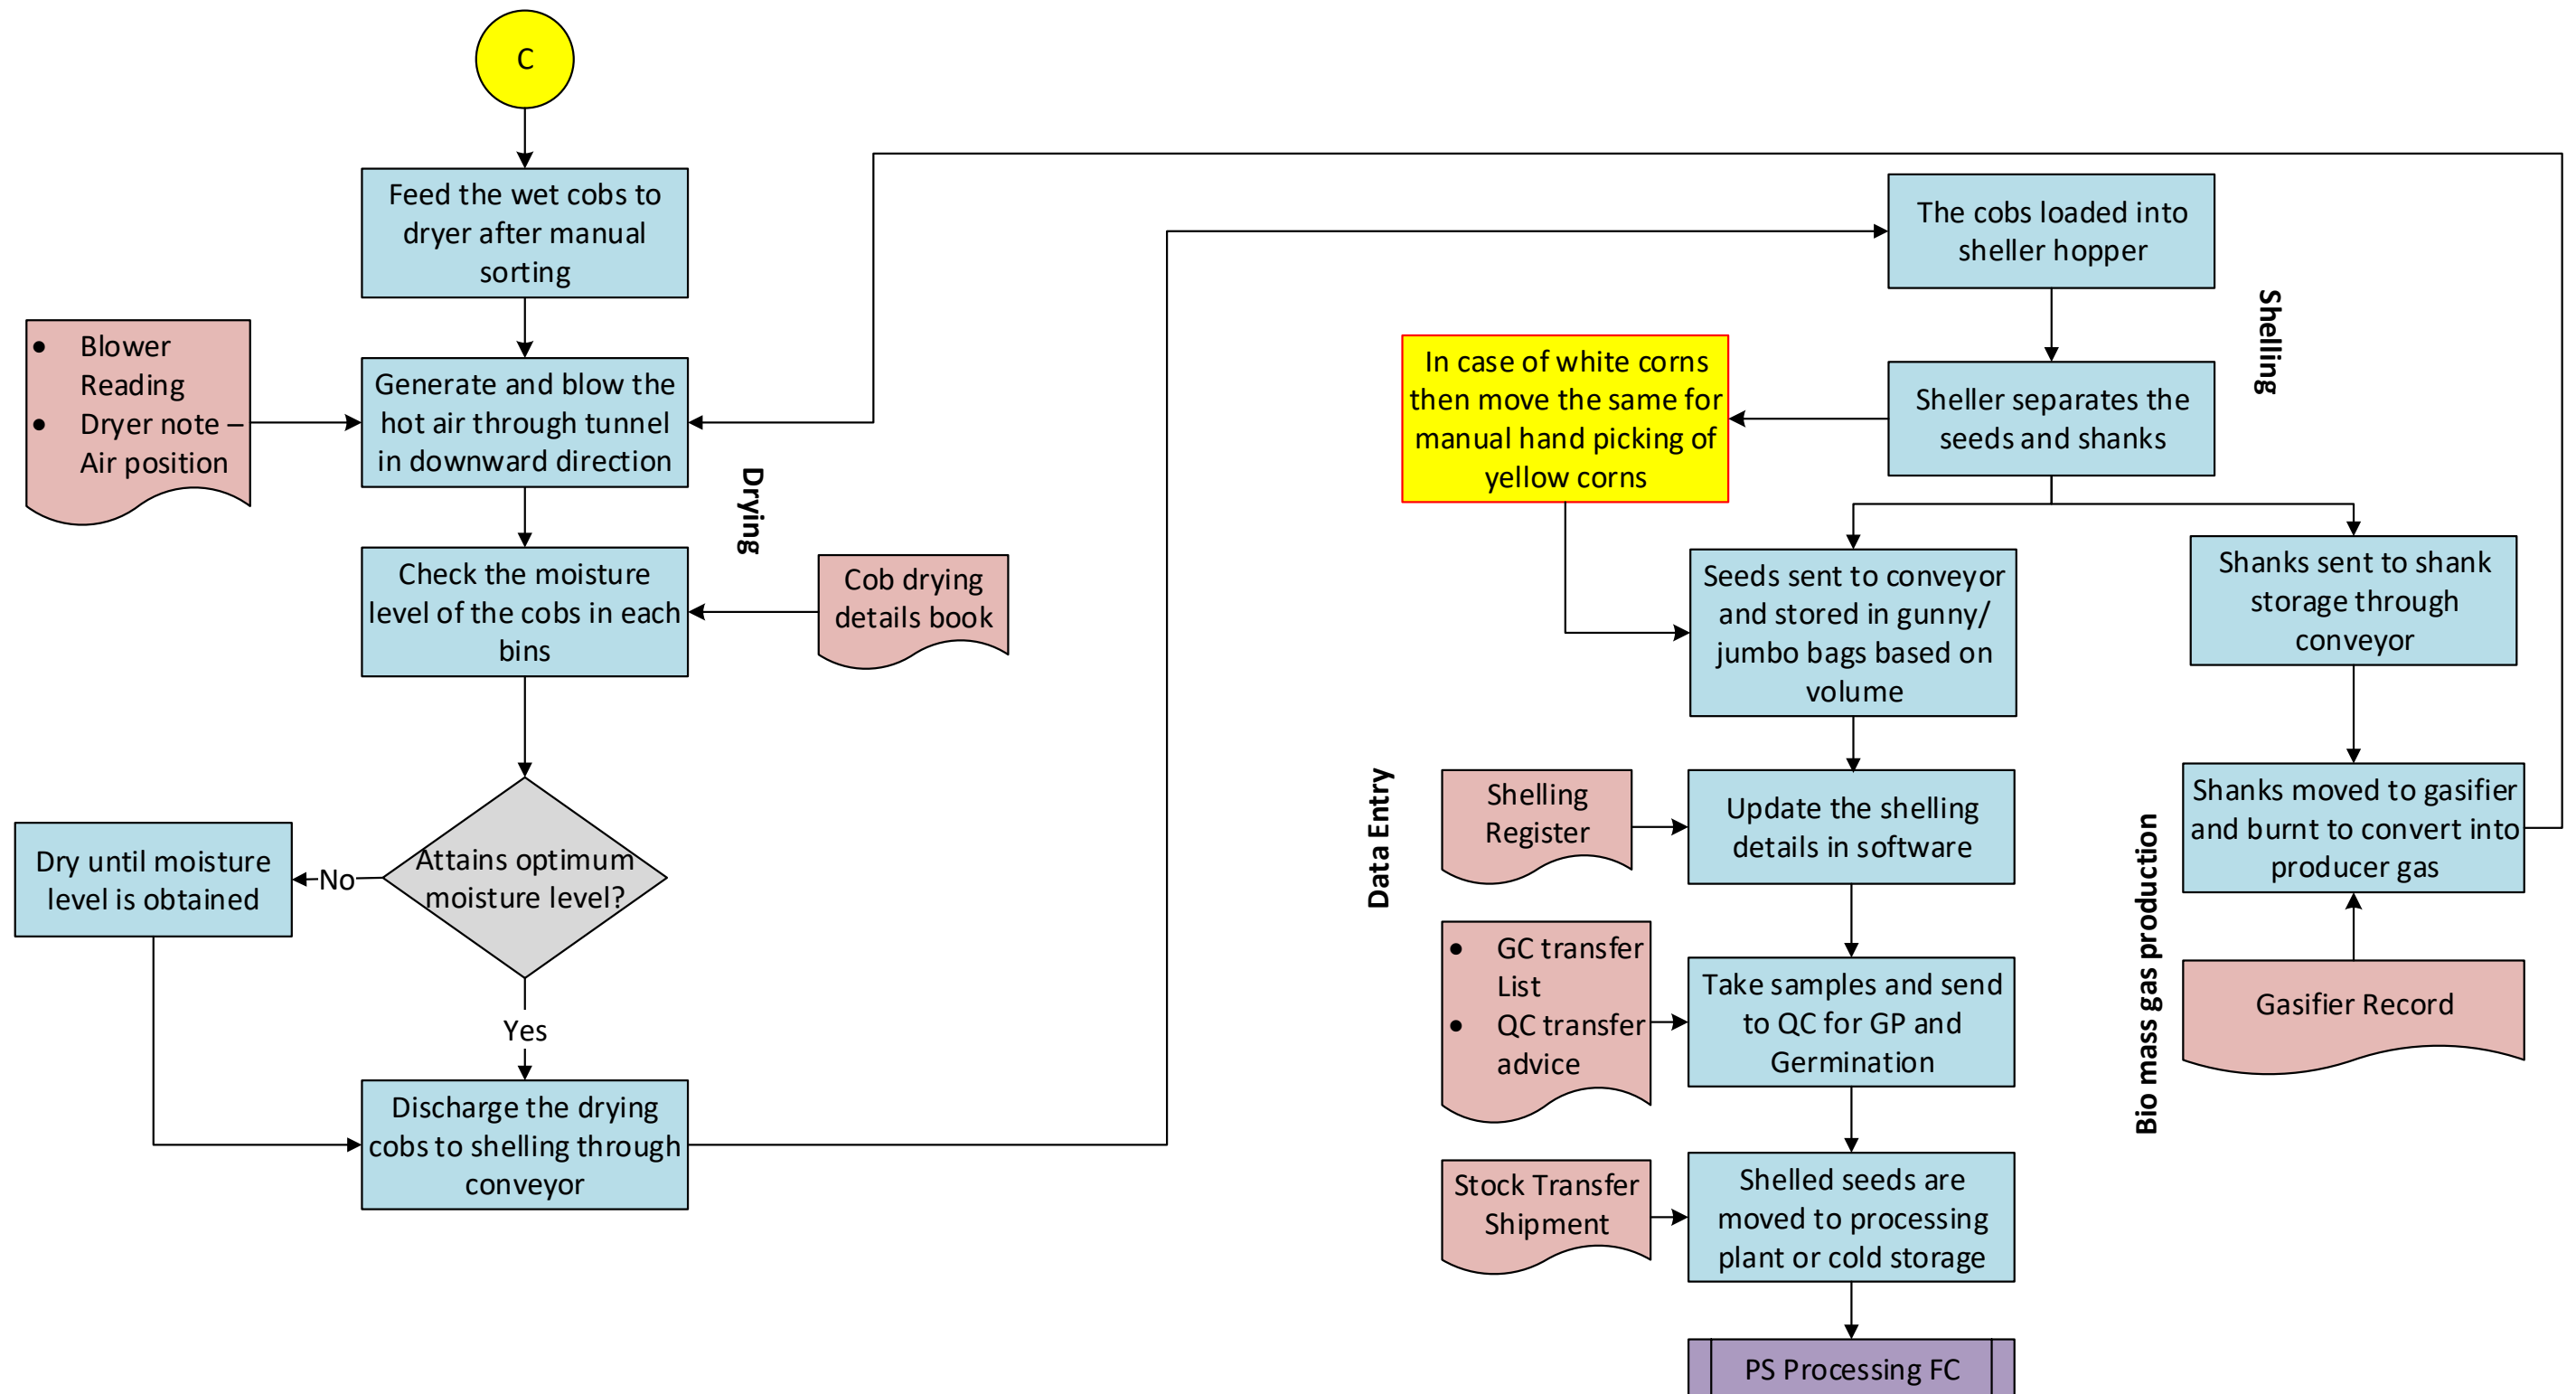 C
Feed the wet cobs to
dryer after manual
sorting
• Blower
Reading
• Dryer note –
Air position
Generate and blow the
hot air through tunnel
in downward direction
Drying
Check the moisture
level of the cobs in each
bins
Cob drying
details book
Attains optimum
moisture level?
No
Dry until moisture
level is obtained
Yes
Discharge the drying
cobs to shelling through
conveyor
The cobs loaded into
sheller hopper
Shelling
Sheller separates the
seeds and shanks
In case of white corns
then move the same for
manual hand picking of
yellow corns
Seeds sent to conveyor
and stored in gunny/
jumbo bags based on
volume
Shanks sent to shank
storage through
conveyor
Data Entry
Shelling
Register
Update the shelling
details in software
Shanks moved to gasifier
and burnt to convert into
producer gas
Bio mass gas production
Gasifier Record
• GC transfer
List
• QC transfer
advice
Take samples and send
to QC for GP and
Germination
Stock Transfer
Shipment
Shelled seeds are
moved to processing
plant or cold storage
PS Processing FC